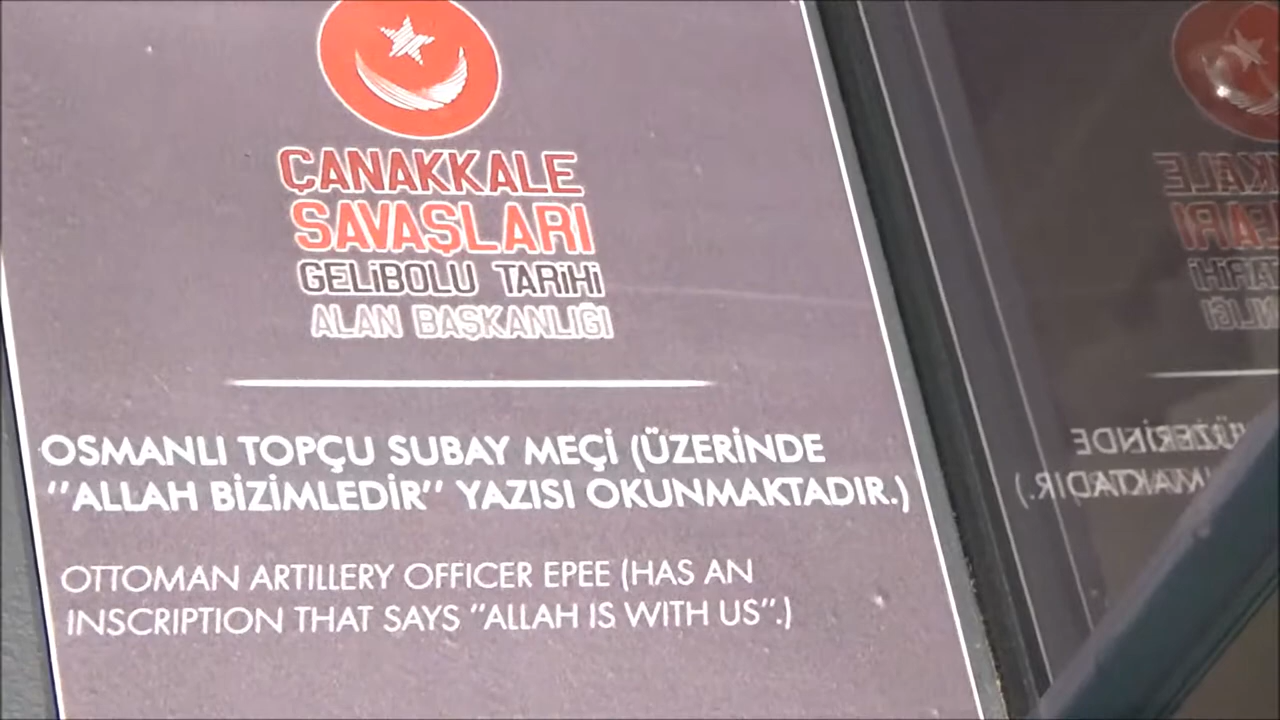 ÇANAKKALE
SAVAŞLARI
GELİBOLU TARİHİ
ALAN BAŞKANLIĞI
OSMANLI TOPÇU SUBAY MEÇİ (ÜZERİNDE
"ALLAH BİZİMLEDİR" YAZISI OKUNMAKTADIR.)
OTTOMAN ARTILLERY OFFICER EPEE (HAS AN
INSCRIPTION THAT SAYS "ALLAH IS WITH US".)